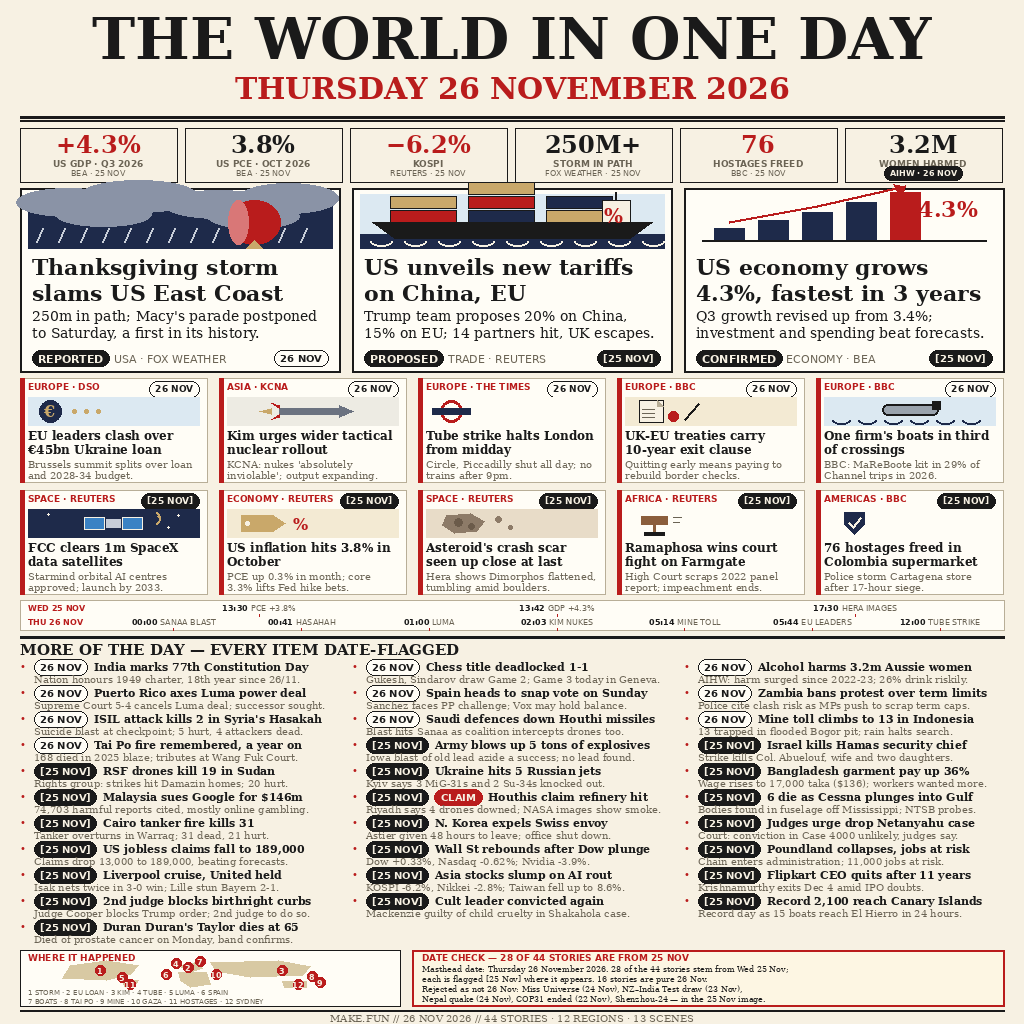 THE WORLD IN ONE DAY
THURSDAY 26 NOVEMBER 2026
+4.3%
US GDP · Q3 2026
BEA · 25 NOV
3.8%
US PCE · OCT 2026
BEA · 25 NOV
−6.2%
KOSPI
REUTERS · 25 NOV
250M+
STORM IN PATH
FOX WEATHER · 25 NOV
76
HOSTAGES FREED
BBC · 25 NOV
3.2M
WOMEN HARMED
AIHW · 26 NOV
Thanksgiving storm
slams US East Coast
250m in path; Macy's parade postponed
to Saturday, a first in its history.
REPORTED USA · FOX WEATHER 26 NOV
%
US unveils new tariffs
on China, EU
Trump team proposes 20% on China,
15% on EU; 14 partners hit, UK escapes.
PROPOSED TRADE · REUTERS [25 NOV]
4.3%
US economy grows
4.3%, fastest in 3 years
Q3 growth revised up from 3.4%;
investment and spending beat forecasts.
CONFIRMED ECONOMY · BEA [25 NOV]
EUROPE · DSO 26 NOV
€
EU leaders clash over
€45bn Ukraine loan
Brussels summit splits over loan
and 2028-34 budget.
ASIA · KCNA 26 NOV
Kim urges wider tactical
nuclear rollout
KCNA: nukes 'absolutely
inviolable'; output expanding.
EUROPE · THE TIMES 26 NOV
Tube strike halts London
from midday
Circle, Piccadilly shut all day; no
trains after 9pm.
EUROPE · BBC 26 NOV
UK-EU treaties carry
10-year exit clause
Quitting early means paying to
rebuild border checks.
EUROPE · BBC 26 NOV
One firm's boats in third
of crossings
BBC: MaReBoote kit in 29% of
Channel trips in 2026.
SPACE · REUTERS [25 NOV]
FCC clears 1m SpaceX
data satellites
Starmind orbital AI centres
approved; launch by 2033.
ECONOMY · REUTERS [25 NOV]
%
US inflation hits 3.8% in
October
PCE up 0.3% in month; core
3.3% lifts Fed hike bets.
SPACE · REUTERS [25 NOV]
Asteroid's crash scar
seen up close at last
Hera shows Dimorphos flattened,
tumbling amid boulders.
AFRICA · REUTERS [25 NOV]
Ramaphosa wins court
fight on Farmgate
High Court scraps 2022 panel
report; impeachment ends.
AMERICAS · BBC [25 NOV]
76 hostages freed in
Colombia supermarket
Police storm Cartagena store
after 17-hour siege.
WED 25 NOV 13:30 PCE +3.8% 13:42 GDP +4.3% 17:30 HERA IMAGES
THU 26 NOV 00:00 SANAA BLAST 00:41 HASAHAH 01:00 LUMA 02:03 KIM NUKES 05:14 MINE TOLL 05:44 EU LEADERS 12:00 TUBE STRIKE
MORE OF THE DAY — EVERY ITEM DATE-FLAGGED
• 26 NOV India marks 77th Constitution Day
Nation honours 1949 charter, 18th year since 26/11.
• 26 NOV Puerto Rico axes Luma power deal
Supreme Court 5-4 cancels Luma deal; successor sought.
• 26 NOV ISIL attack kills 2 in Syria's Hasakah
Suicide blast at checkpoint; 5 hurt, 4 attackers dead.
• 26 NOV Tai Po fire remembered, a year on
168 died in 2025 blaze; tributes at Wang Fuk Court.
• [25 NOV] RSF drones kill 19 in Sudan
Rights group: strikes hit Damazin homes; 20 hurt.
• [25 NOV] Malaysia sues Google for $146m
74,703 harmful reports cited, mostly online gambling.
• [25 NOV] Cairo tanker fire kills 31
Tanker overturns in Warraq; 31 dead, 21 hurt.
• [25 NOV] US jobless claims fall to 189,000
Claims drop 13,000 to 189,000, beating forecasts.
• [25 NOV] Liverpool cruise, United held
Isak nets twice in 3-0 win; Lille stun Bayern 2-1.
• [25 NOV] 2nd judge blocks birthright curbs
Judge Cooper blocks Trump order; 2nd judge to do so.
• [25 NOV] Duran Duran's Taylor dies at 65
Died of prostate cancer on Monday, band confirms.
• 26 NOV Chess title deadlocked 1-1
Gukesh, Sindarov draw Game 2; Game 3 today in Geneva.
• 26 NOV Spain heads to snap vote on Sunday
Sanchez faces PP challenge; Vox may hold balance.
• 26 NOV Saudi defences down Houthi missiles
Blast hits Sanaa as coalition intercepts drones too.
• [25 NOV] Army blows up 5 tons of explosives
Iowa blast of old lead azide a success; no lead found.
• [25 NOV] Ukraine hits 5 Russian jets
Kyiv says 3 MiG-31s and 2 Su-34s knocked out.
• [25 NOV] CLAIM Houthis claim refinery hit
Riyadh says 4 drones downed; NASA images show smoke.
• [25 NOV] N. Korea expels Swiss envoy
Astier given 48 hours to leave; office shut down.
• [25 NOV] Wall St rebounds after Dow plunge
Dow +0.33%, Nasdaq -0.62%; Nvidia -3.9%.
• [25 NOV] Asia stocks slump on AI rout
KOSPI -6.2%, Nikkei -2.8%; Taiwan fell up to 8.6%.
• [25 NOV] Cult leader convicted again
Mackenzie guilty of child cruelty in Shakahola case.
• 26 NOV Alcohol harms 3.2m Aussie women
AIHW: harm surged since 2022-23; 26% drink riskily.
• 26 NOV Zambia bans protest over term limits
Police cite clash risk as MPs push to scrap term caps.
• 26 NOV Mine toll climbs to 13 in Indonesia
13 trapped in flooded Bogor pit; rain halts search.
• [25 NOV] Israel kills Hamas security chief
Strike kills Col. Abuelouf, wife and two daughters.
• [25 NOV] Bangladesh garment pay up 36%
Wage rises to 17,000 taka ($136); workers wanted more.
• [25 NOV] 6 die as Cessna plunges into Gulf
Bodies found in fuselage off Mississippi; NTSB probes.
• [25 NOV] Judges urge drop Netanyahu case
Court: conviction in Case 4000 unlikely, judges say.
• [25 NOV] Poundland collapses, jobs at risk
Chain enters administration; 11,000 jobs at risk.
• [25 NOV] Flipkart CEO quits after 11 years
Krishnamurthy exits Dec 4 amid IPO doubts.
• [25 NOV] Record 2,100 reach Canary Islands
Record day as 15 boats reach El Hierro in 24 hours.
WHERE IT HAPPENED
1 5 11 6 4 2 7 10 3 12 8 9
1 STORM · 2 EU LOAN · 3 KIM · 4 TUBE · 5 LUMA · 6 SPAIN
7 BOATS · 8 TAI PO · 9 MINE · 10 GAZA · 11 HOSTAGES · 12 SYDNEY
DATE CHECK — 28 OF 44 STORIES ARE FROM 25 NOV
Masthead date: Thursday 26 November 2026. 28 of the 44 stories stem from Wed 25 Nov;
each is flagged [25 Nov] where it appears. 16 stories are pure 26 Nov.
Rejected as not 26 Nov: Miss Universe (24 Nov), NZ–India Test draw (23 Nov),
Nepal quake (24 Nov), COP31 ended (22 Nov), Shenzhou-24 — in the 25 Nov image.
MAKE.FUN // 26 NOV 2026 // 44 STORIES · 12 REGIONS · 13 SCENES